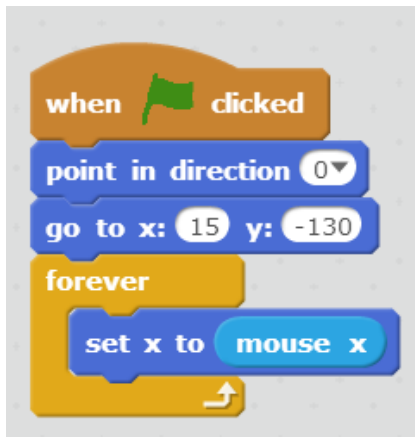 when clicked
point in direction 0
go to x: 15 y: -130
forever
set x to mouse x